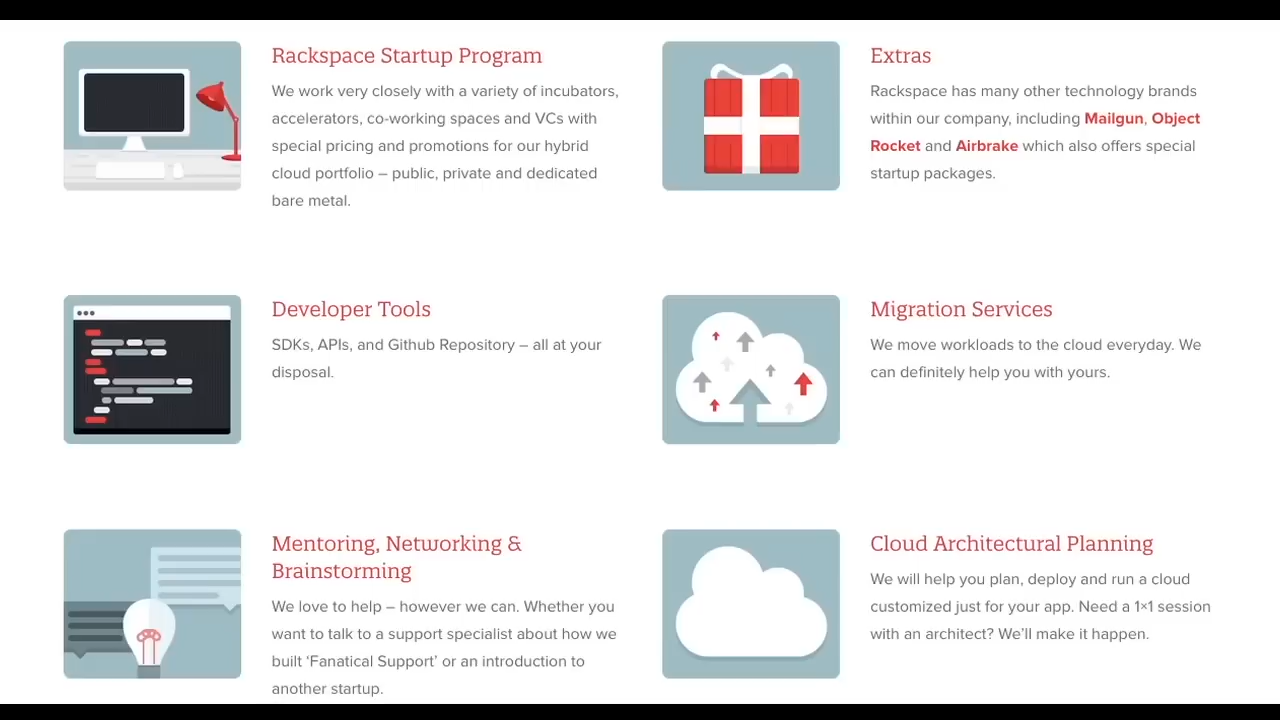 Rackspace Startup Program
We work very closely with a variety of incubators,
accelerators, co-working spaces and VCs with
special pricing and promotions for our hybrid
cloud portfolio – public, private and dedicated
bare metal.
Extras
Rackspace has many other technology brands
within our company, including Mailgun, Object
Rocket and Airbrake which also offers special
startup packages.
Developer Tools
SDKs, APIs, and Github Repository – all at your
disposal.
Migration Services
We move workloads to the cloud everyday. We
can definitely help you with yours.
Mentoring, Networking &
Brainstorming
We love to help – however we can. Whether you
want to talk to a support specialist about how we
built ‘Fanatical Support’ or an introduction to
another startup.
Cloud Architectural Planning
We will help you plan, deploy and run a cloud
customized just for your app. Need a 1×1 session
with an architect? We’ll make it happen.